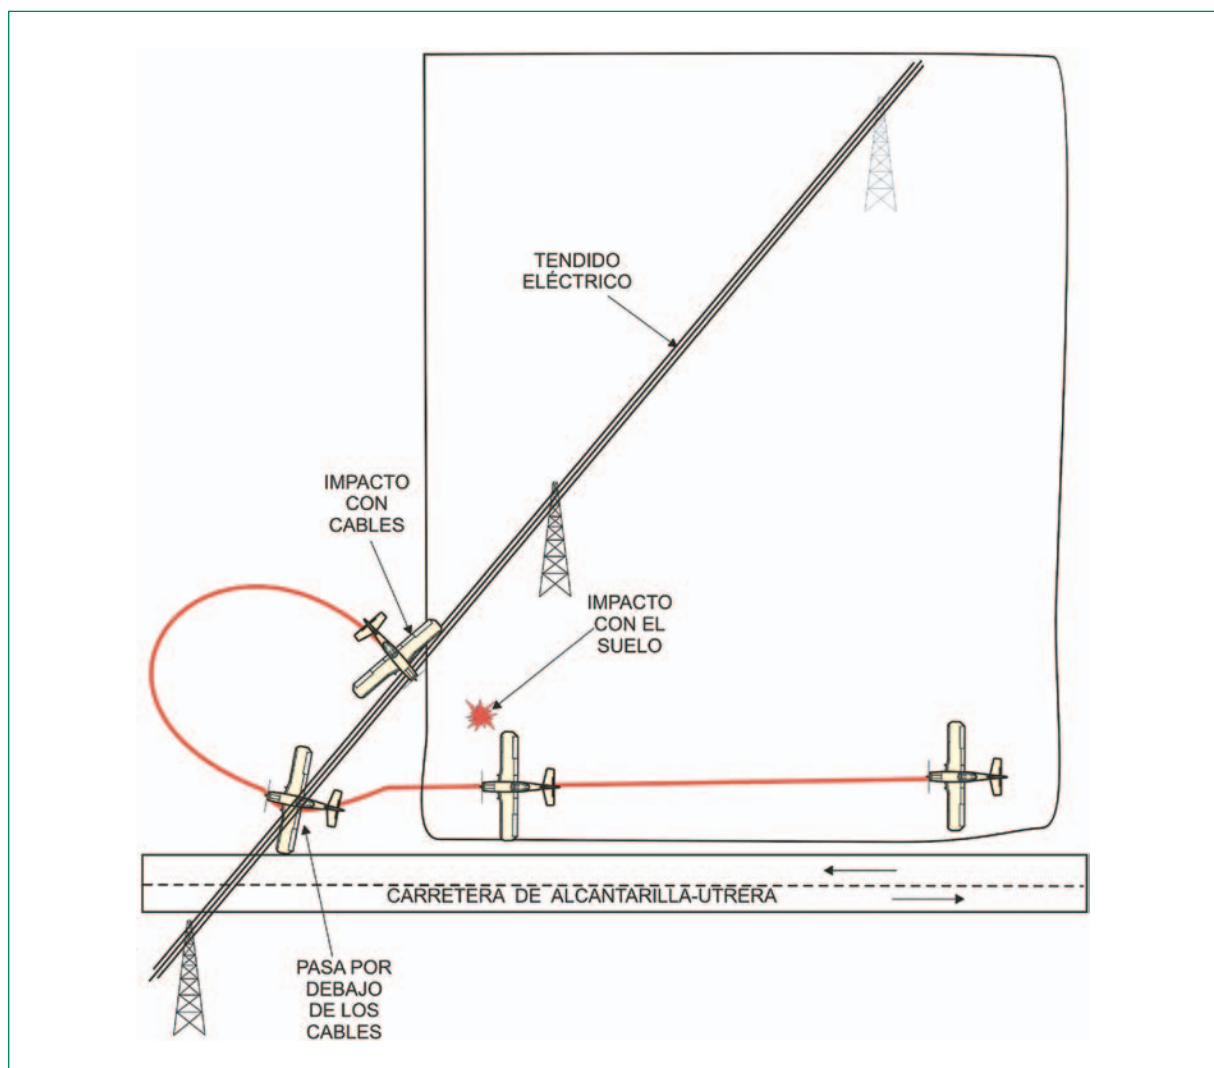 TENDIDO
ELÉCTRICO
IMPACTO
CON
CABLES
IMPACTO
CON EL
SUELO
CARRETERA DE ALCANTARILLA-UTRERA
PASA POR
DEBAJO
DE LOS
CABLES